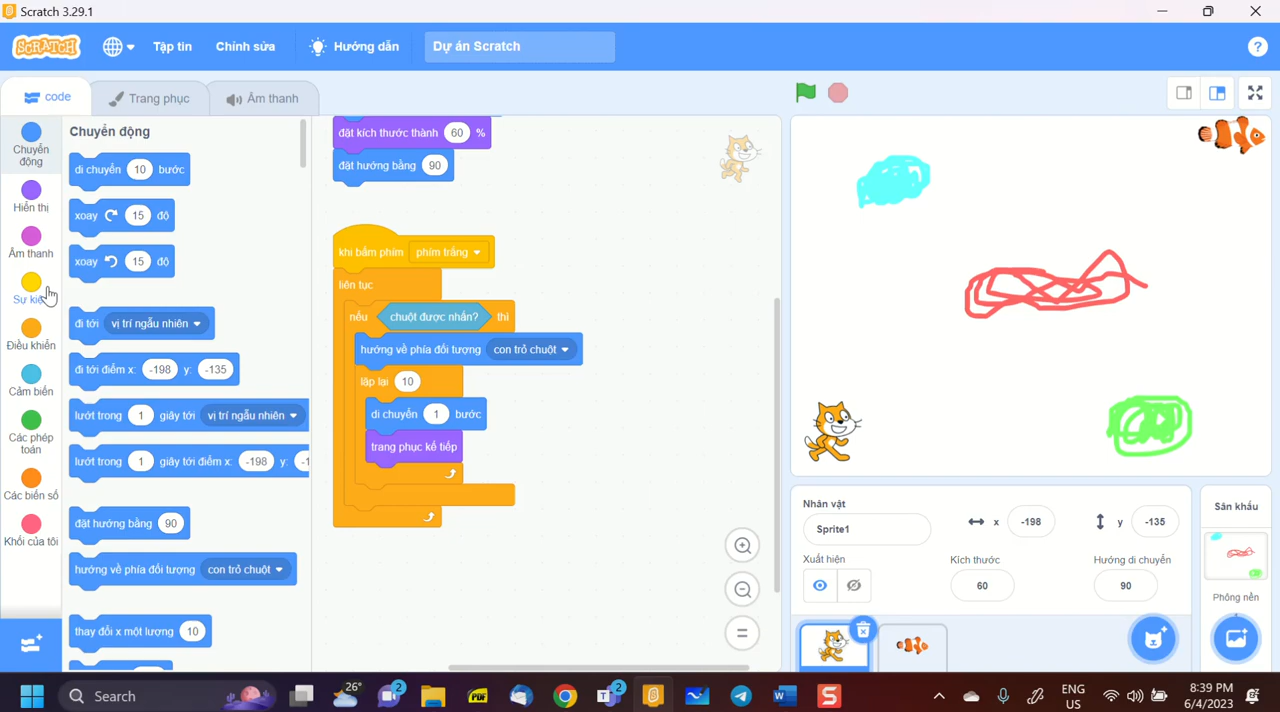 Scratch 3.29.1
SCRATCH
Tập tin
Chính sửa
Hướng dẫn
Dự án Scratch
?
code
Trang phục
Âm thanh
Chuyển động
Hiển thị
Âm thanh
Sự kiệ
Điều khiển
Cảm biến
Các phép toán
Các biến số
Khối của tôi
Chuyển động
di chuyển 10 bước
xoay 15 độ
xoay 15 độ
đi tới vị trí ngẫu nhiên
đi tới điểm x: -198 y: -135
lướt trong 1 giây tới vị trí ngẫu nhiên
lướt trong 1 giây tới điểm x: -198 y: -1
đặt hướng bằng 90
hướng về phía đối tượng con trỏ chuột
thay đổi x một lượng 10
đặt kích thước thành 60 %
đặt hướng bằng 90
khi bấm phím phím trắng
liên tục
nếu chuột được nhấn? thì
hướng về phía đối tượng con trỏ chuột
lặp lại 10
di chuyển 1 bước
trang phục kế tiếp
Nhân vật
Sprite1
x -198
y -135
Xuất hiện
Kích thước
60
Hướng di chuyển
90
Sân khấu
Phông nền
26°
Search
2
PDF
2
W
S
ENG
US
8:39 PM
6/4/2023